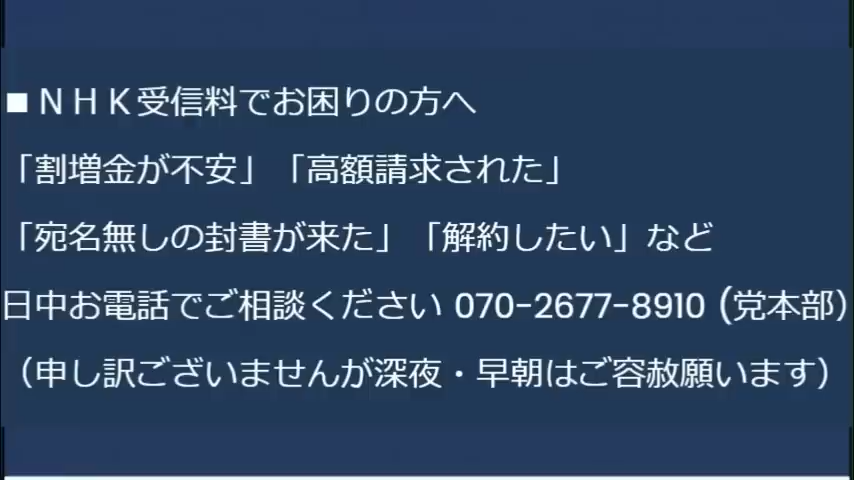 ■ＮＨＫ受信料でお困りの方へ
「割増金が不安」「高額請求された」
「宛名無しの封書が来た」「解約したい」など
日中お電話でご相談ください 070-2677-8910 (党本部)
（申し訳ございませんが深夜・早朝はご容赦願います）